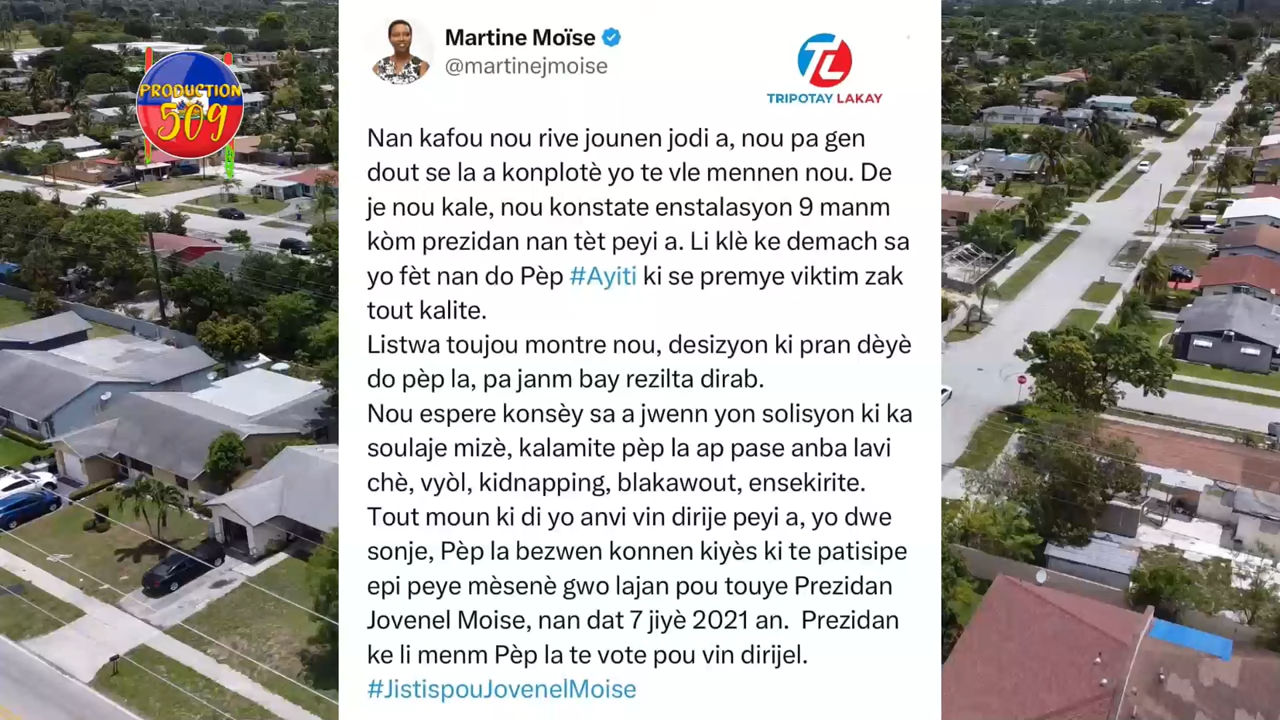 PRODUCTION
509
Martine Moïse
@martinejmoise
TL
TRIPOTAY LAKAY
Nan kafou nou rive jounen jodi a, nou pa gen
dout se la a konplotè yo te vle mennen nou. De
je nou kale, nou konstate enstalasyon 9 manm
kòm prezidan nan tèt peyi a. Li klè ke demach sa
yo fèt nan do Pèp #Ayiti ki se premye viktim zak
tout kalite.
Listwa toujou montre nou, desizyon ki pran dèyè
do pèp la, pa janm bay rezilta dirab.
Nou espere konsèy sa a jwenn yon solisyon ki ka
soulaje mizè, kalamite pèp la ap pase anba lavi
chè, vyòl, kidnapping, blakawout, ensekirite.
Tout moun ki di yo anvi vin dirije peyi a, yo dwe
sonje, Pèp la bezwen konnen kiyès ki te patisipe
epi peye mèsenè gwo lajan pou touye Prezidan
Jovenel Moise, nan dat 7 jiyè 2021 an. Prezidan
ke li menm Pèp la te vote pou vin dirijel.
#JistispouJovenelMoise